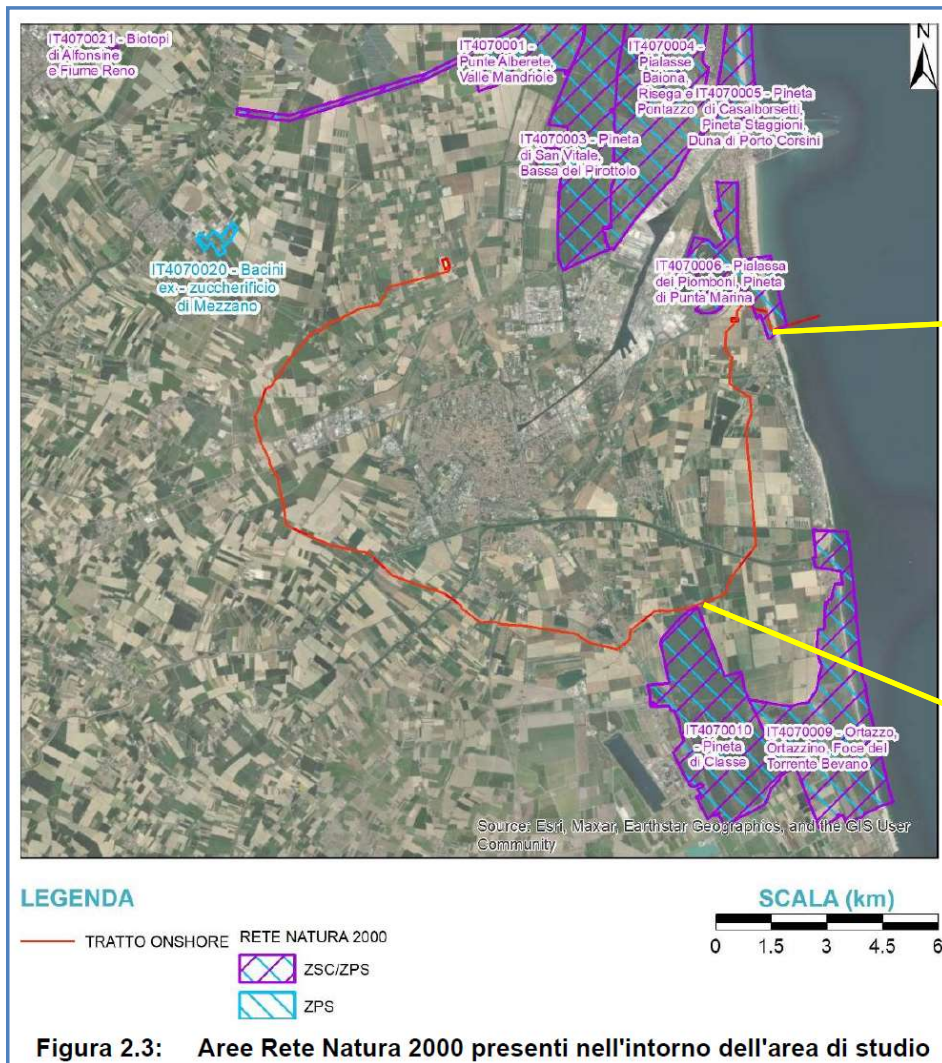 IT4070021 - Biotopi
di Alfonsine
e Fiume Reno
IT4070001 -
Punte Alberete,
Valle Mandriole
IT4070004 -
Pialasse
Baiona,
Risega e
Pontazzo
IT4070005 - Pineta
di Casalborsetti,
Pineta Staggioni,
Duna di Porto Corsini
N
IT4070003 - Pineta
di San Vitale,
Bassa del Pirottolo
IT4070020 - Bacini
ex - zuccherificio
di Mezzano
IT4070006 - Pialassa
dei Piomboni, Pineta
di Punta Marina
IT4070010
- Pineta
di Classe
IT4070009 - Ortazzo,
Ortazzino, Foce del
Torrente Bevano
Source: Esri, Maxar, Earthstar Geographics, and the GIS User
Community
LEGENDA
TRATTO ONSHORE
RETE NATURA 2000
ZSC/ZPS
ZPS
SCALA (km)
0 1.5 3 4.5 6
Figura 2.3: Aree Rete Natura 2000 presenti nell'intorno dell'area di studio